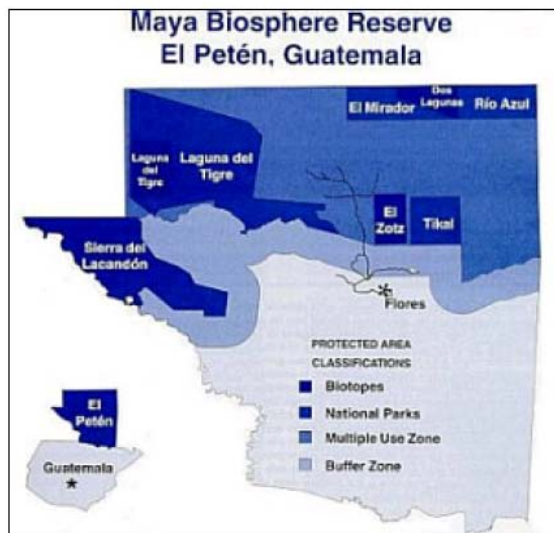 Maya Biosphere Reserve
El Petén, Guatemala
El Mirador
Dos
Lagunas
Río Azul
Laguna
del
Tigre
Laguna del
Tigre
El
Zotz
Tikal
Sierra del
Lacandón
Flores
PROTECTED AREA
CLASSIFICATIONS
Biotopes
National Parks
Multiple Use Zone
Buffer Zone
El
Petén
Guatemala